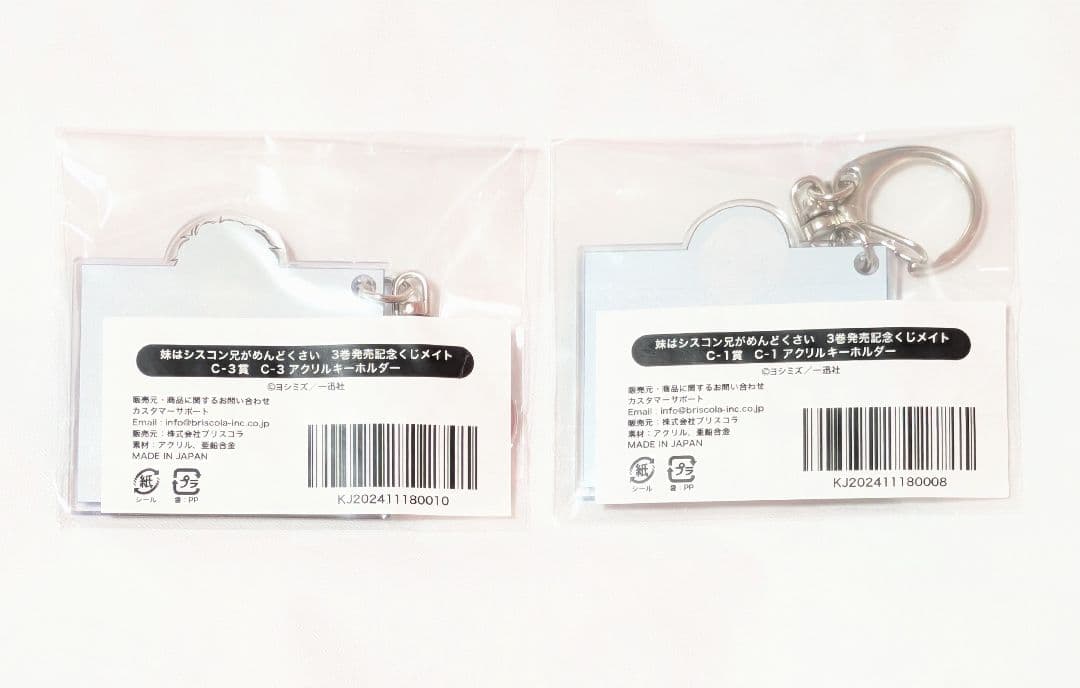 妹はシスコン兄がめんどくさい 3巻発売記念くじメイト
C-3賞 C-3 アクリルキーホルダー
©ヨシミズ/一迅社
販売元・商品に関するお問い合わせ
カスタマーサポート
Email : info@briscola-inc.co.jp
販売元：株式会社ブリスコラ
素材：アクリル、亜鉛合金
MADE IN JAPAN
紙
シール
プラ
袋：PP
KJ202411180010
妹はシスコン兄がめんどくさい 3巻発売記念くじメイト
C-1賞 C-1 アクリルキーホルダー
©ヨシミズ/一迅社
販売元・商品に関するお問い合わせ
カスタマーサポート
Email : info@briscola-inc.co.jp
販売元：株式会社ブリスコラ
素材：アクリル、亜鉛合金
MADE IN JAPAN
紙
シール
プラ
袋：PP
KJ202411180008